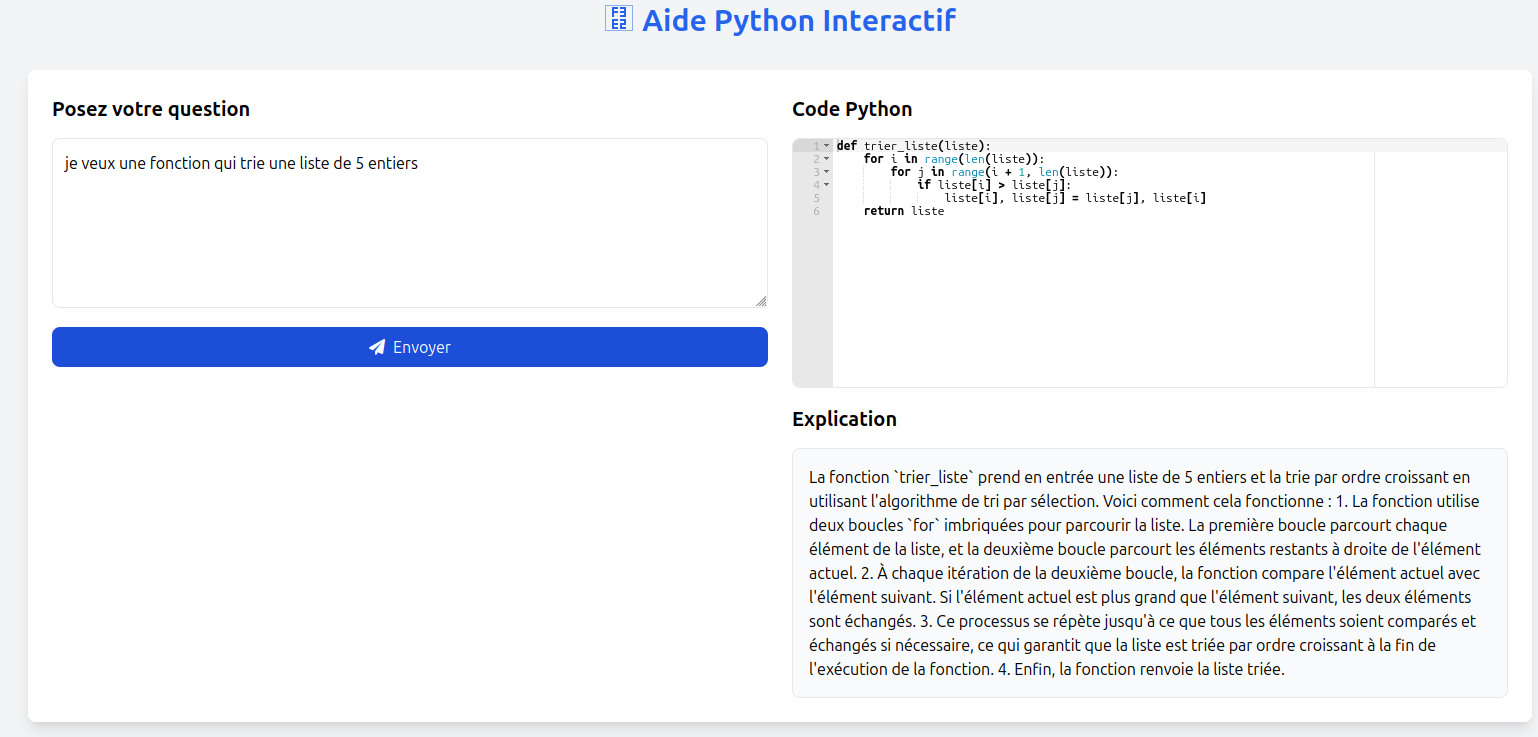 Aide Python Interactif
Posez votre question
je veux une fonction qui trie une liste de 5 entiers
Envoyer
Code Python
1 def trier_liste(liste):
2     for i in range(len(liste)):
3         for j in range(i + 1, len(liste)):
4             if liste[i] > liste[j]:
5                 liste[i], liste[j] = liste[j], liste[i]
6     return liste
Explication
La fonction `trier_liste` prend en entrée une liste de 5 entiers et la trie par ordre croissant en
utilisant l'algorithme de tri par sélection. Voici comment cela fonctionne : 1. La fonction utilise
deux boucles `for` imbriquées pour parcourir la liste. La première boucle parcourt chaque
élément de la liste, et la deuxième boucle parcourt les éléments restants à droite de l'élément
actuel. 2. À chaque itération de la deuxième boucle, la fonction compare l'élément actuel avec
l'élément suivant. Si l'élément actuel est plus grand que l'élément suivant, les deux éléments
sont échangés. 3. Ce processus se répète jusqu'à ce que tous les éléments soient comparés et
échangés si nécessaire, ce qui garantit que la liste est triée par ordre croissant à la fin de
l'exécution de la fonction. 4. Enfin, la fonction renvoie la liste triée.